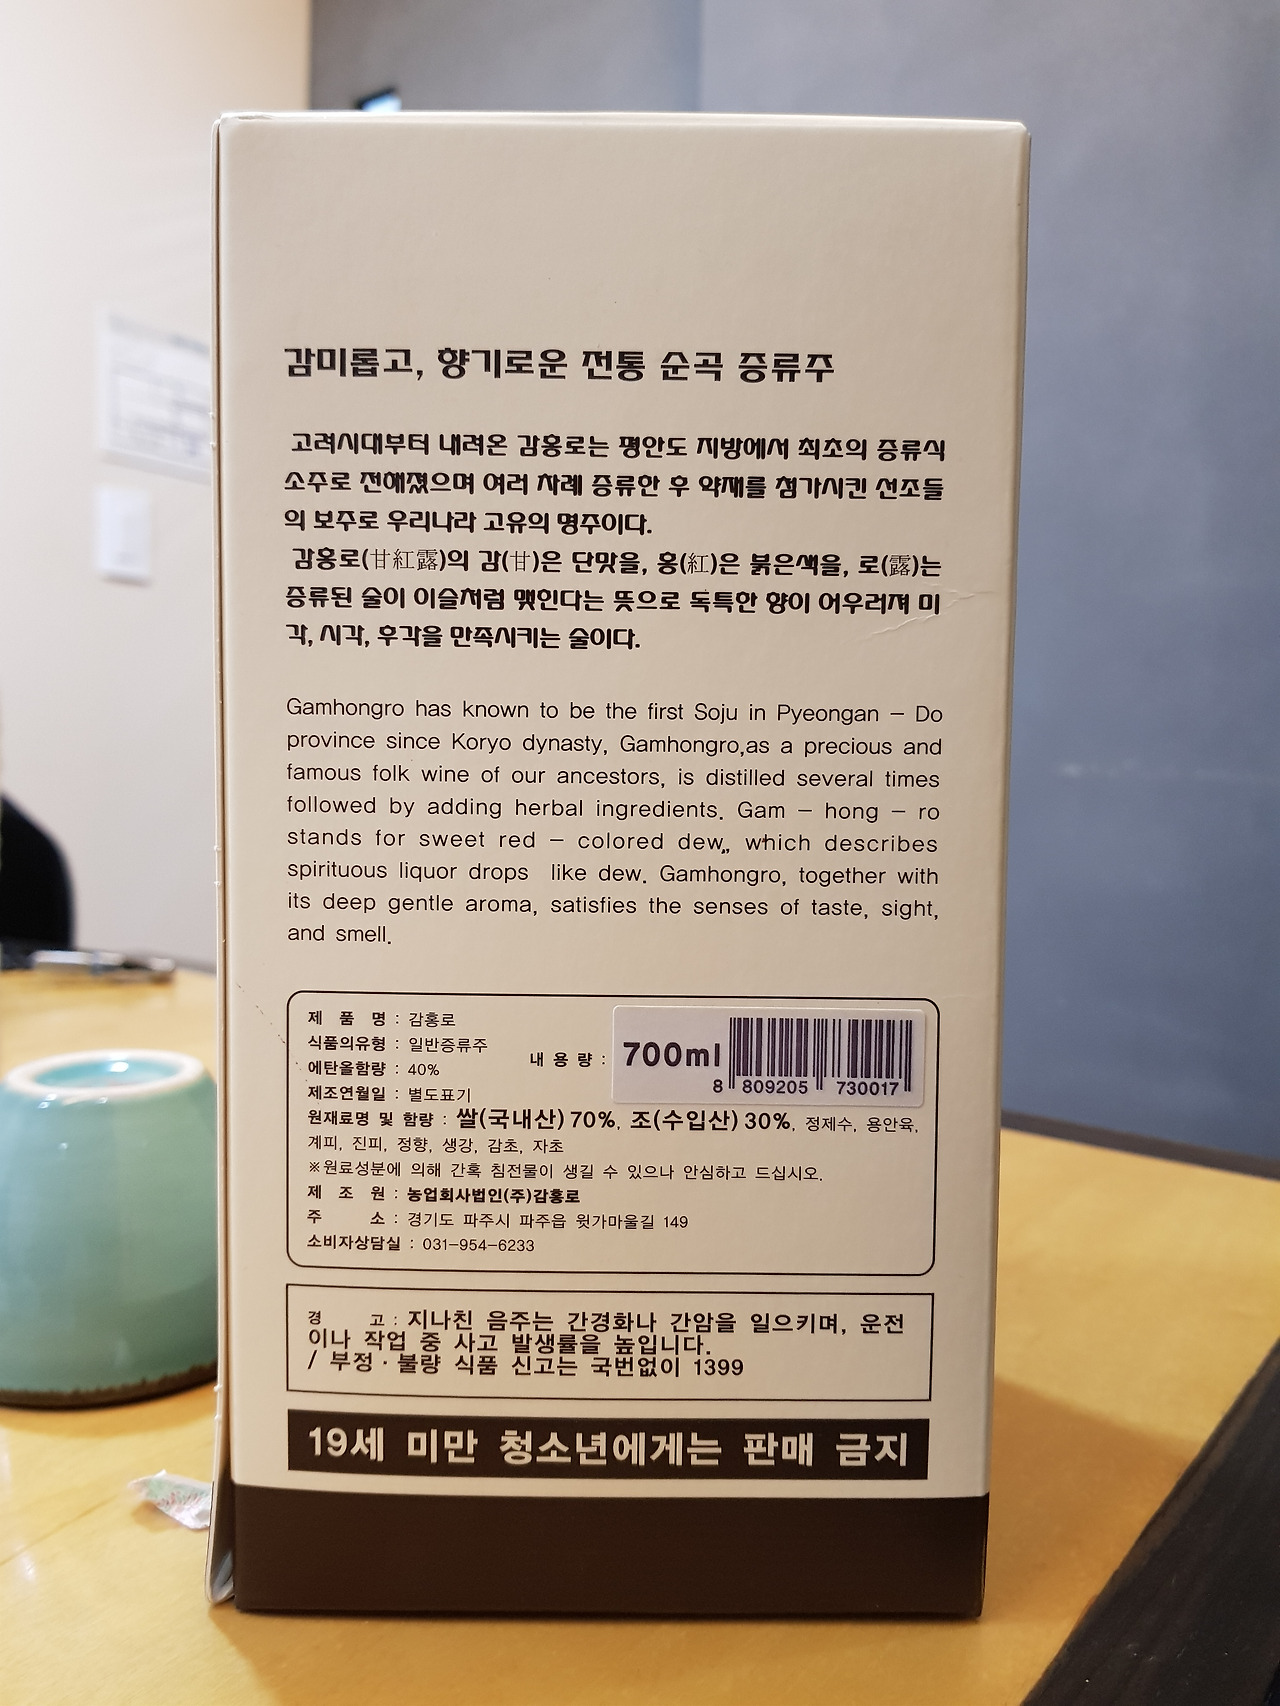 감미롭고, 향기로운 전통 순곡 증류주
고려시대부터 내려온 감홍로는 평안도 지방에서 최초의 증류식
소주로 전해졌으며 여러 차례 증류한 후 약재를 첨가시킨 선조들
의 보주로 우리나라 고유의 명주이다.
감홍로(甘紅露)의 감(甘)은 단맛을, 홍(紅)은 붉은색을, 로(露)는
증류된 술이 이슬처럼 맺힌다는 뜻으로 독특한 향이 어우러져 미
각, 시각, 후각을 만족시키는 술이다.
Gamhongro has known to be the first Soju in Pyeongan – Do
province since Koryo dynasty, Gamhongro,as a precious and
famous folk wine of our ancestors, is distilled several times
followed by adding herbal ingredients. Gam – hong – ro
stands for sweet red – colored dew,, which describes
spirituous liquor drops like dew. Gamhongro, together with
its deep gentle aroma, satisfies the senses of taste, sight,
and smell.
제 품 명 : 감홍로
식품의유형 : 일반증류주
내 용 량 : 700ml
8 809205 730017
에탄올함량 : 40%
제조연월일 : 별도표기
원재료명 및 함량 : 쌀(국내산) 70%, 조(수입산) 30%, 정제수, 용안육,
계피, 진피, 정향, 생강, 감초, 자초
※원료성분에 의해 간혹 침전물이 생길 수 있으나 안심하고 드십시오.
제 조 원 : 농업회사법인(주)감홍로
주 소 : 경기도 파주시 파주읍 윗가마울길 149
소비자상담실 : 031-954-6233
경 고 : 지나친 음주는 간경화나 간암을 일으키며, 운전
이나 작업 중 사고 발생률을 높입니다.
/ 부정 · 불량 식품 신고는 국번없이 1399
19세 미만 청소년에게는 판매 금지